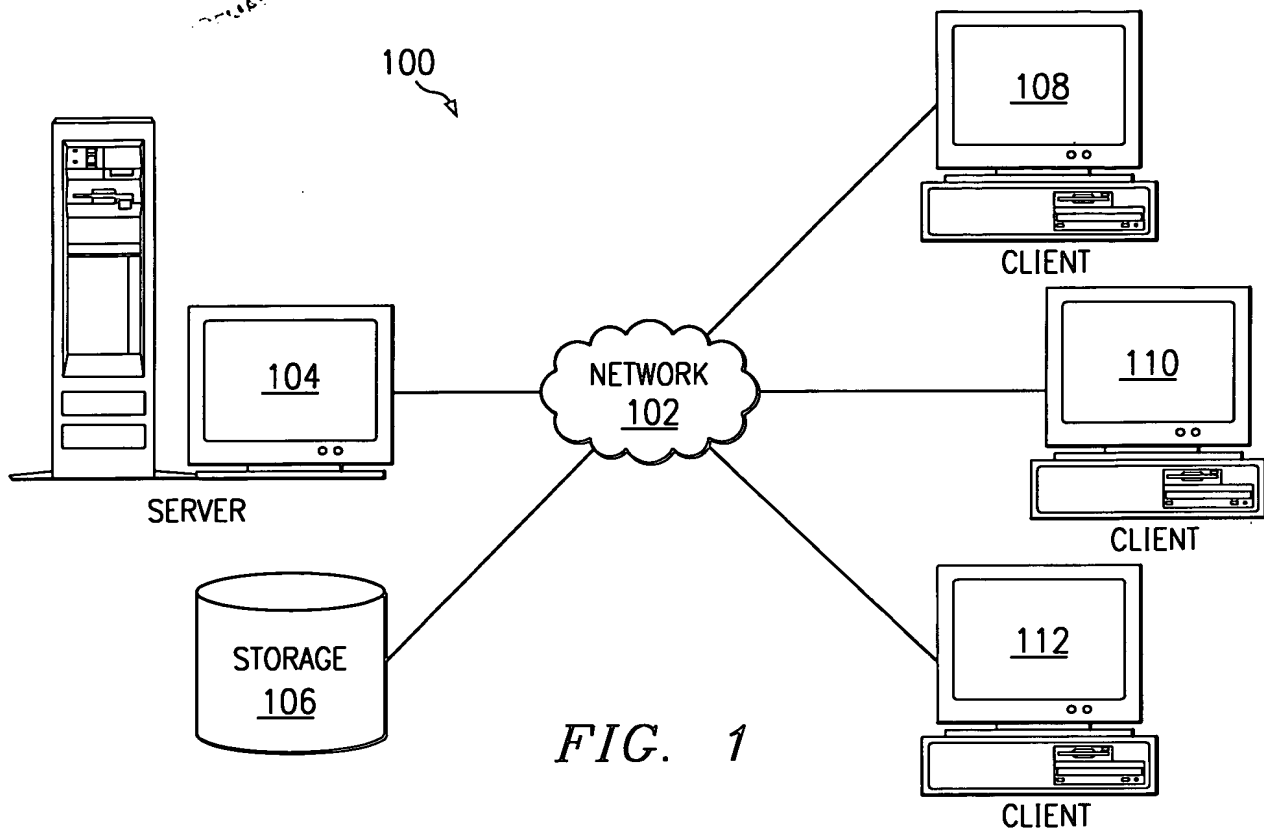 100
108
CLIENT
104
SERVER
NETWORK
102
110
CLIENT
STORAGE
106
112
CLIENT
FIG. 1